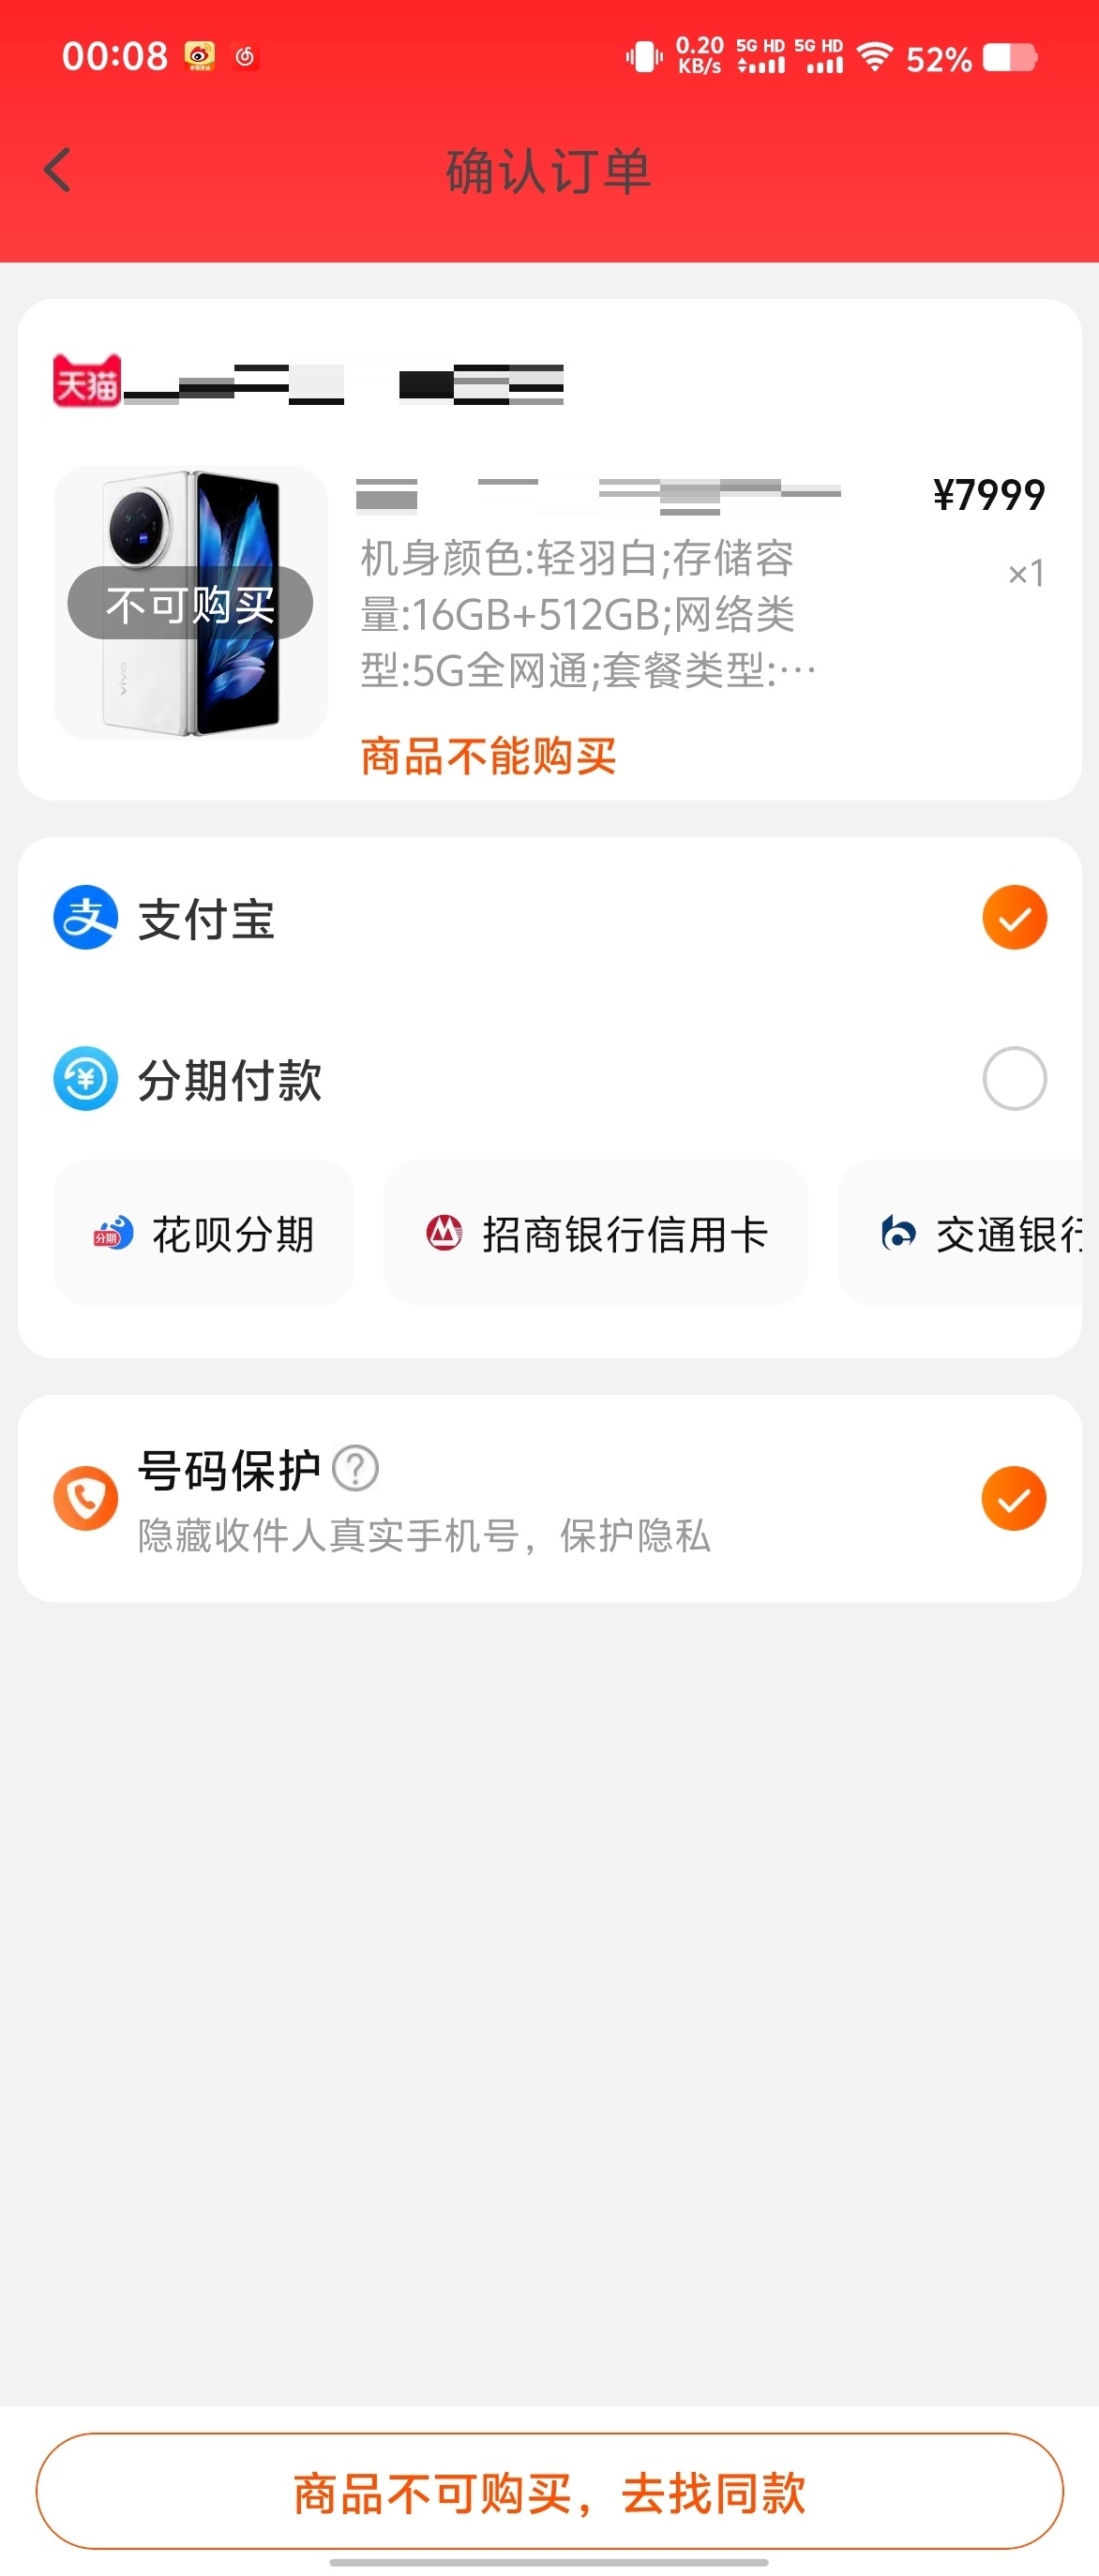 00:08
0.20 KB/s
5G HD 5G HD
52%
确认订单
天猫
¥7999
机身颜色:轻羽白;存储容
×1
量:16GB+512GB;网络类
不可购买
型:5G全网通;套餐类型:…
vivo
商品不能购买
支付宝
分期付款
分期 花呗分期
招商银行信用卡
交通银行
号码保护 ?
隐藏收件人真实手机号，保护隐私
商品不可购买，去找同款